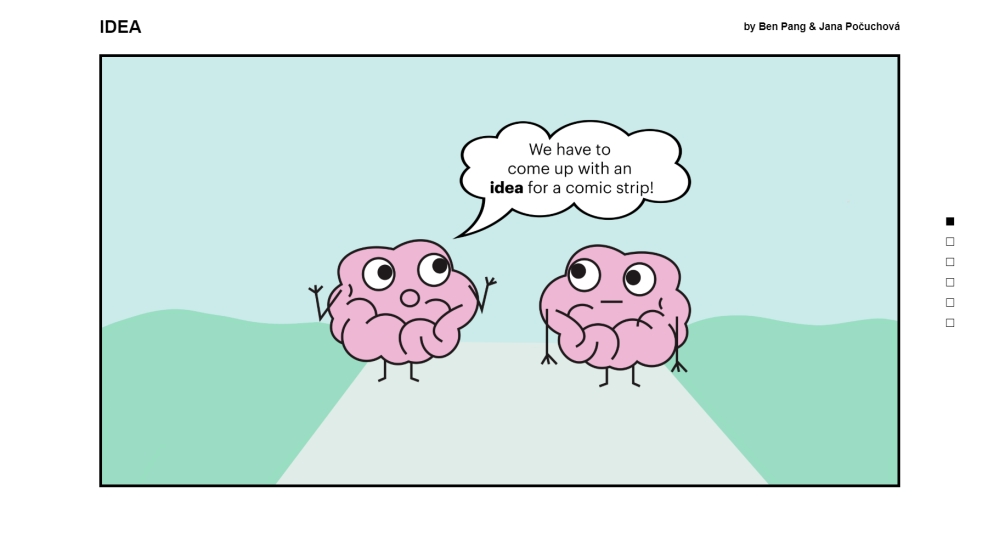 IDEA
by Ben Pang & Jana Počuchová
We have to
come up with an
idea for a comic strip!